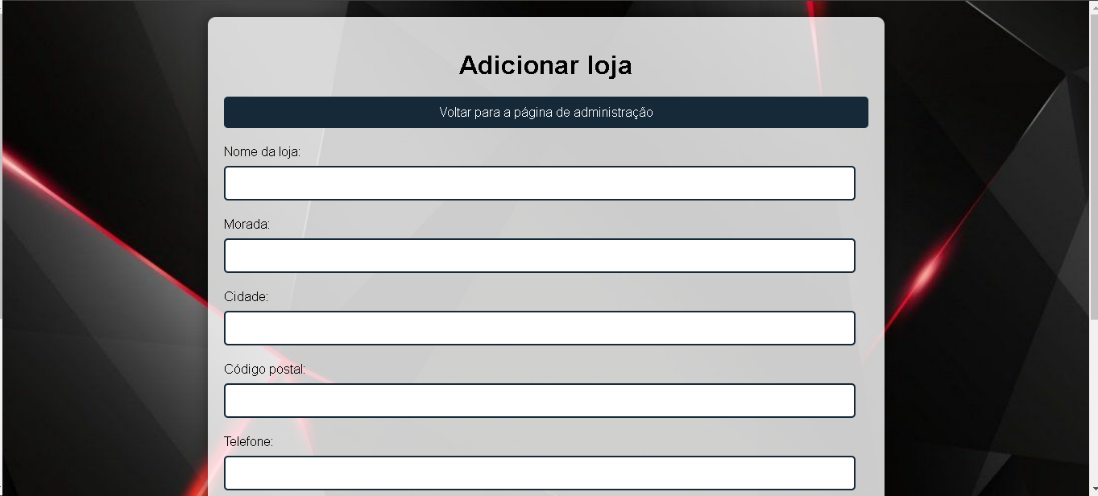 Adicionar loja
Voltar para a página de administração
Nome da loja:
Morada:
Cidade:
Código postal:
Telefone: